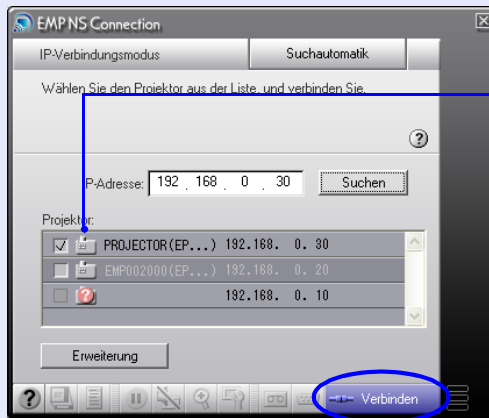 EMP NS Connection
IP-Verbindungsmodus
Suchautomatik
Wählen Sie den Projektor aus der Liste, und verbinden Sie.
IP-Adresse: 192 . 168 . 0 . 30 Suchen
Projektor:
PROJECTOR(EP...) 192.168. 0. 30
EMP002000(EP...) 192.168. 0. 20
192.168. 0. 10
Erweiterung
Verbinden